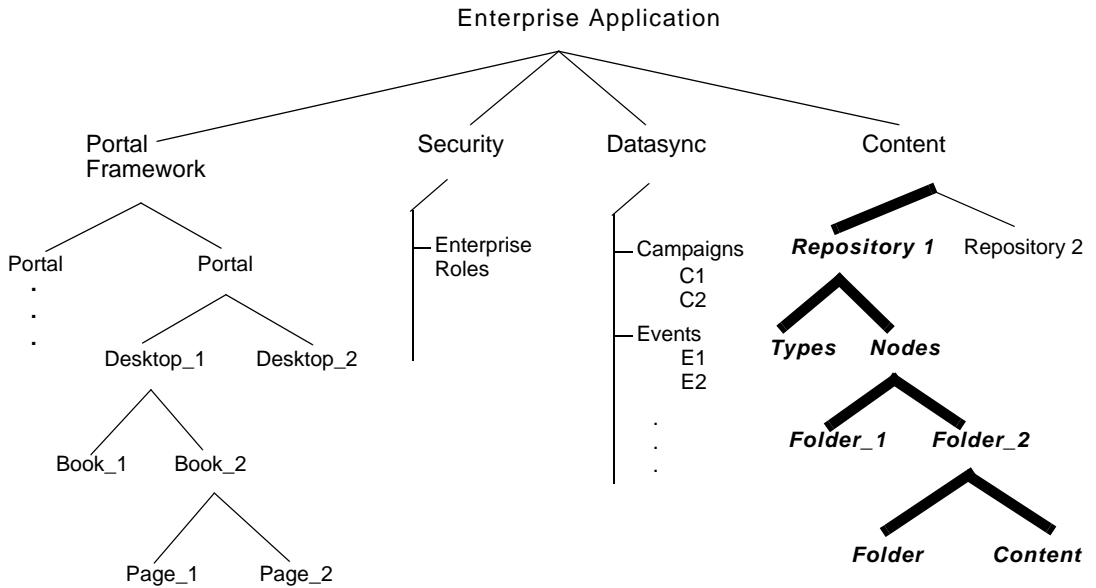 Enterprise Application
Portal
Framework
Security
Datasync
Content
Portal
Portal
.
.
.
Desktop_1
Desktop_2
Book_1
Book_2
Page_1
Page_2
Enterprise
Roles
Campaigns
C1
C2
Events
E1
E2
.
.
.
Repository 1
Repository 2
Types
Nodes
Folder_1
Folder_2
Folder
Content